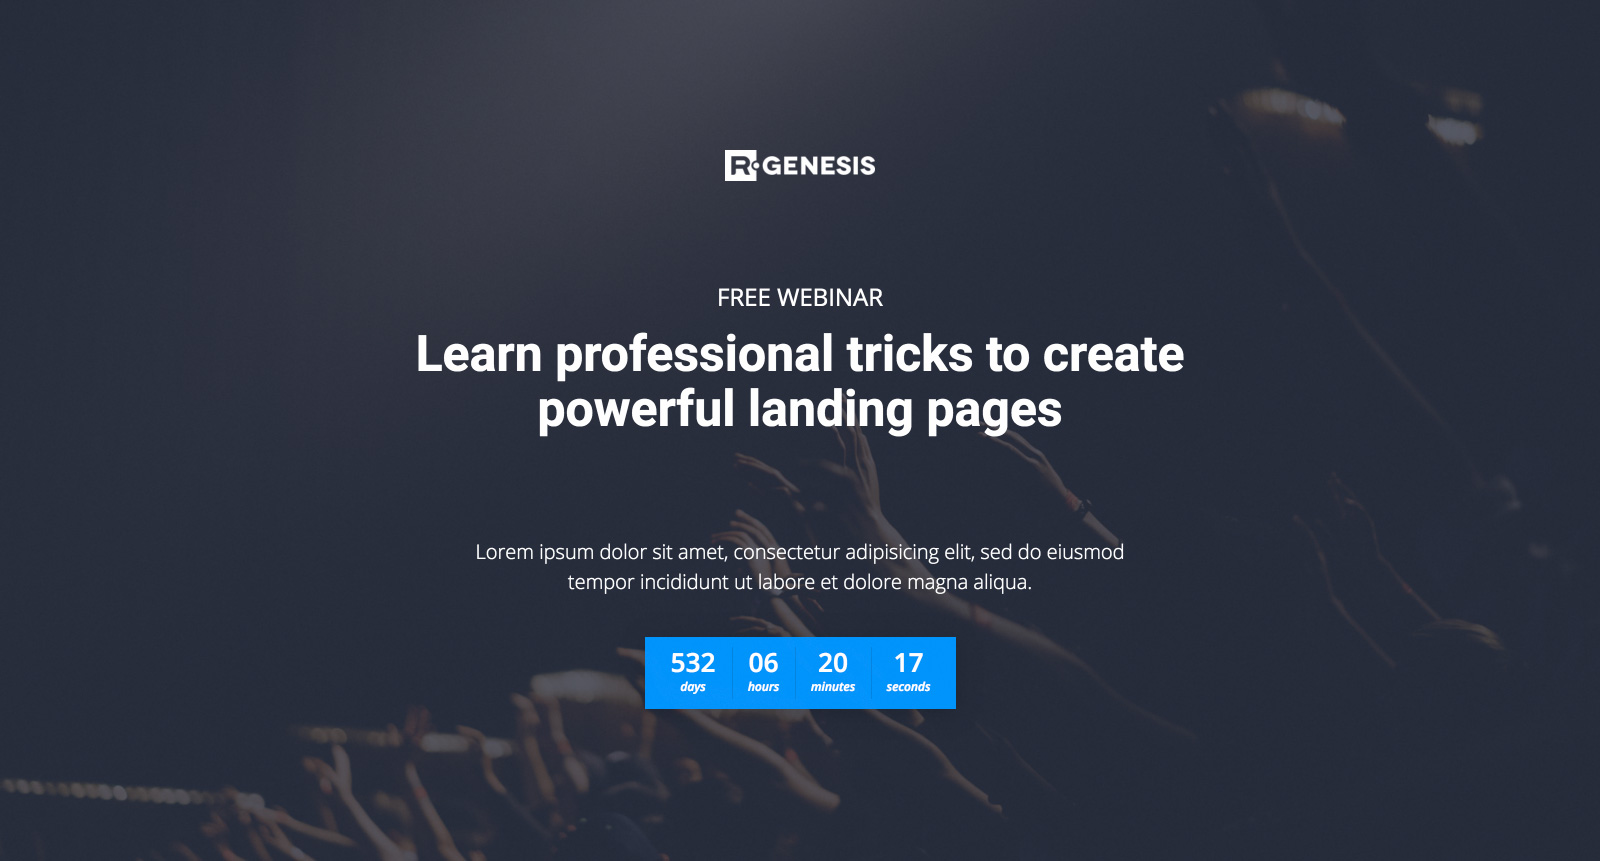 R·GENESIS
FREE WEBINAR
Learn professional tricks to create
powerful landing pages
Lorem ipsum dolor sit amet, consectetur adipisicing elit, sed do eiusmod
tempor incididunt ut labore et dolore magna aliqua.
532 06 20 17
days hours minutes seconds